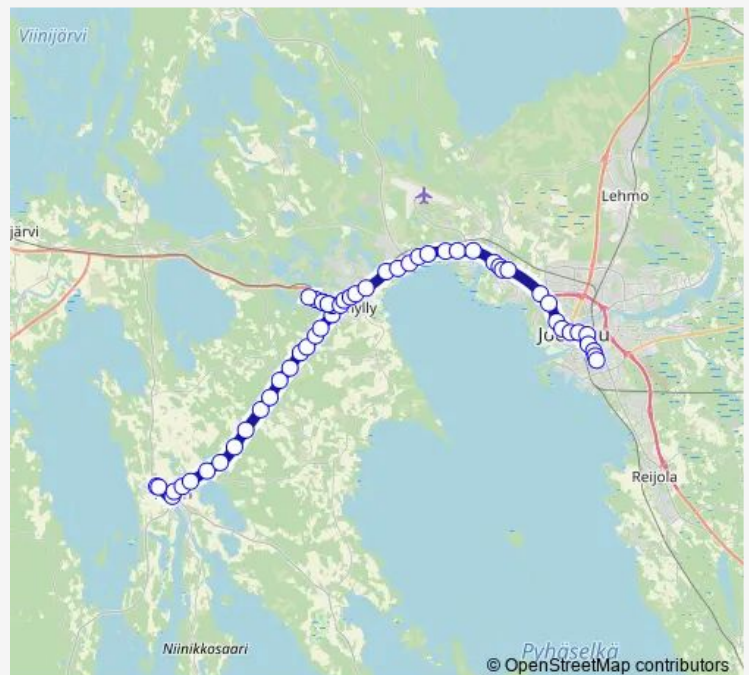 Viinijärvi
Lehmo
järvi
ylly
Jo u
Reijola
Niinikkosaari
Pyhäselkä
© OpenStreetMap contributors